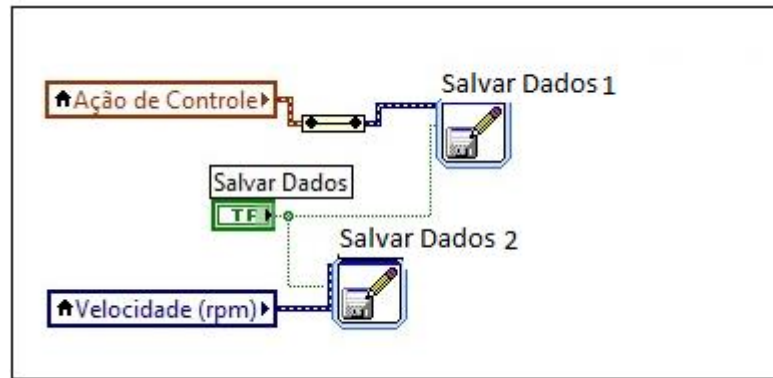 Salvar Dados 1
Ação de Controle
Salvar Dados
TF
Salvar Dados 2
Velocidade (rpm)